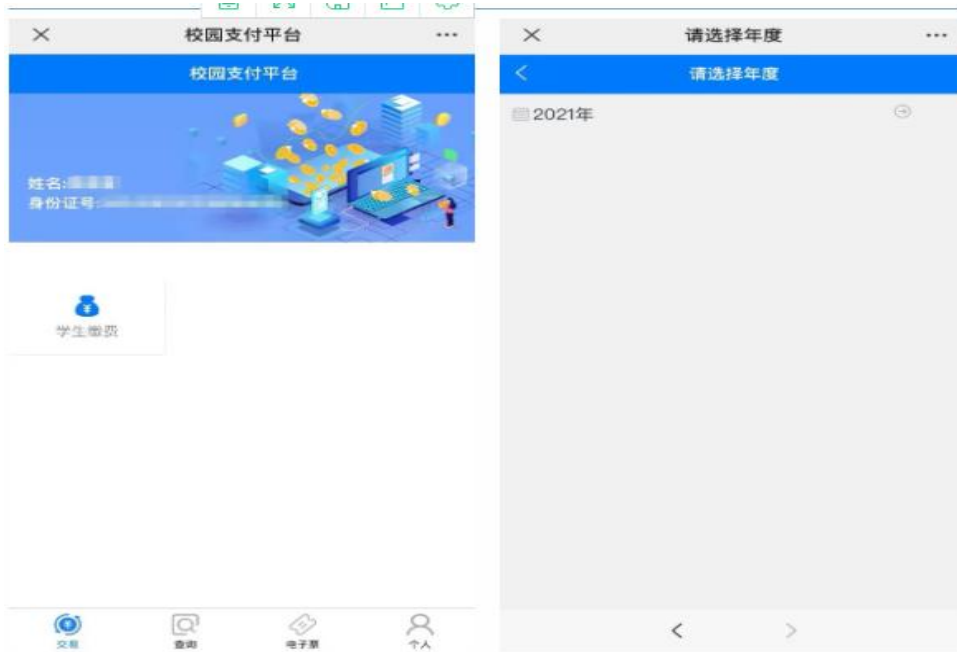 校园支付平台
校园支付平台
姓名:
身份证号:
学生缴费
交易
查询
电子票
个人
请选择年度
请选择年度
2021年